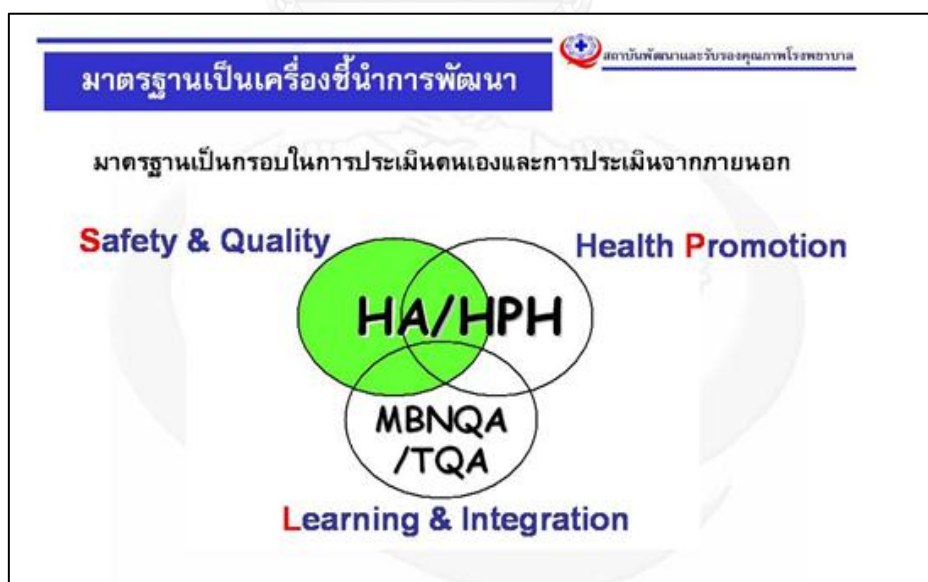 สถาบันพัฒนาและรับรองคุณภาพโรงพยาบาล
มาตรฐานเป็นเครื่องชี้นำการพัฒนา
มาตรฐานเป็นกรอบในการประเมินตนเองและการประเมินจากภายนอก
Safety & Quality
Health Promotion
HA/HPH
MBNQA
/TQA
Learning & Integration